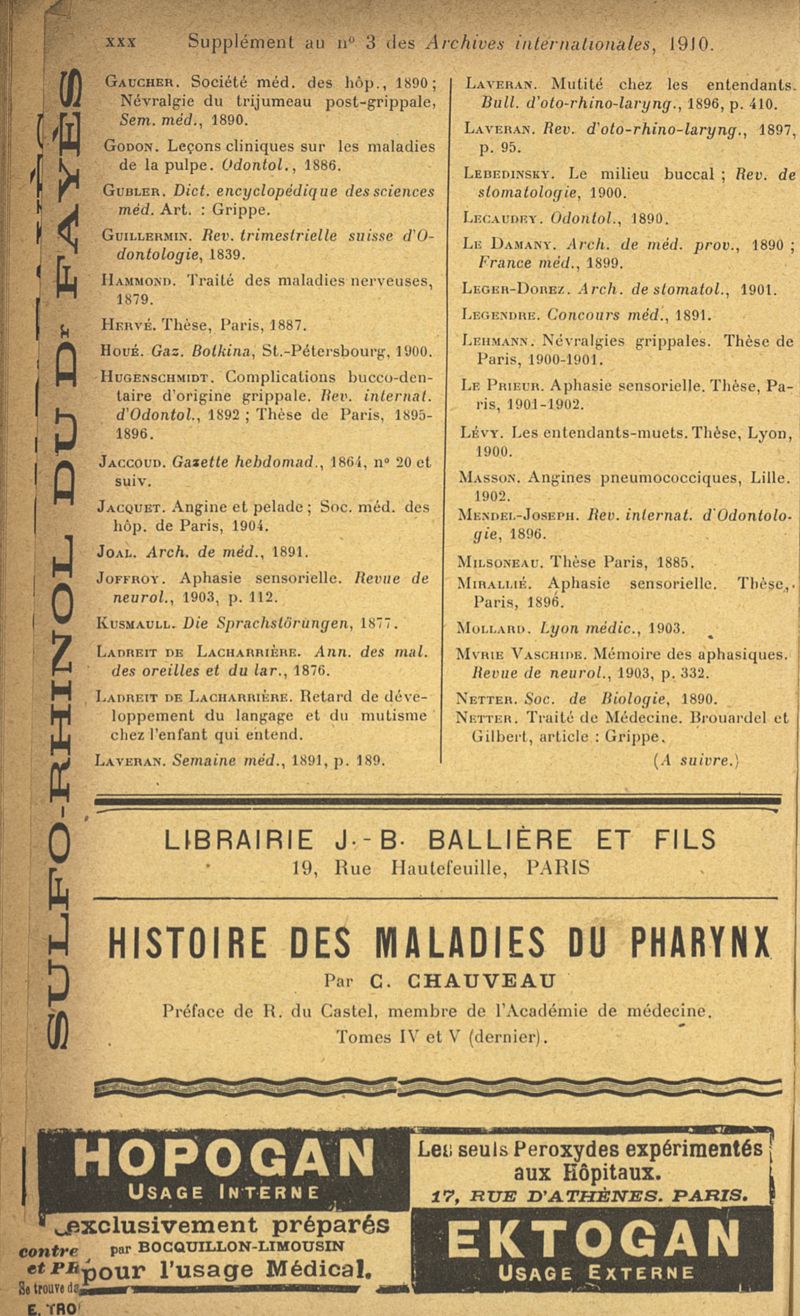 xxx Supplément au nº 3 des Archives internationales, 1910.
SULFO-RHINOL DU Dr FAYÈS
GAUCHER. Société méd. des hôp., 1890;
Névralgie du trijumeau post-grippale,
Sem. méd., 1890.
GODON. Leçons cliniques sur les maladies
de la pulpe. Odontol., 1886.
GUBLER. Dict. encyclopédique des sciences
méd. Art. : Grippe.
GUILLERMIN. Rev. trimestrielle suisse d'O-
dontologie, 1839.
HAMMOND. Traité des maladies nerveuses,
1879.
HERVÉ. Thèse, Paris, 1887.
HOUÉ. Gaz. Botkina, St.-Pétersbourg, 1900.
HUGENSCHMIDT. Complications bucco-den-
taire d'origine grippale. Rev. internat.
d'Odontol., 1892 ; Thèse de Paris, 1895-
1896.
JACCOUD. Gazette hebdomad., 1864, nº 20 et
suiv.
JACQUET. Angine et pelade ; Soc. méd. des
hôp. de Paris, 1904.
JOAL. Arch. de méd., 1891.
JOFFROY. Aphasie sensorielle. Revue de
neurol., 1903, p. 112.
KUSMAULL. Die Sprachstörungen, 1877.
LADREIT DE LACHARRIÈRE. Ann. des mal.
des oreilles et du lar., 1876.
LADREIT DE LACHARRIÈRE. Retard de déve-
loppement du langage et du mutisme
chez l'enfant qui entend.
LAVERAN. Semaine méd., 1891, p. 189.
LAVERAN. Mutité chez les entendants.
Bull. d'oto-rhino-laryng., 1896, p. 410.
LAVERAN. Rev. d'oto-rhino-laryng., 1897,
p. 95.
LEBEDINSKY. Le milieu buccal ; Rev. de
stomatologie, 1900.
LECAUDEY. Odontol., 1890.
LE DAMANY. Arch. de méd. prov., 1890 ;
France méd., 1899.
LEGER-DOREZ. Arch. de stomatol., 1901.
LEGENDRE. Concours méd., 1891.
LEHMANN. Névralgies grippales. Thèse de
Paris, 1900-1901.
LE PRIEUR. Aphasie sensorielle. Thèse, Pa-
ris, 1901-1902.
LÉVY. Les entendants-muets. Thèse, Lyon,
1900.
MASSON. Angines pneumococciques, Lille.
1902.
MENDEL-JOSEPH. Rev. internat. d'Odontolo-
gie, 1896.
MILSONEAU. Thèse Paris, 1885.
MIRALLIÉ. Aphasie sensorielle. Thèse,
Paris, 1896.
MOLLARD. Lyon médic., 1903.
MVRIE VASCHIDE. Mémoire des aphasiques.
Revue de neurol., 1903, p. 332.
NETTER. Soc. de Biologie, 1890.
NETTER. Traité de Médecine. Brouardel et
Gilbert, article : Grippe.
(A suivre.)
LIBRAIRIE J.-B. BALLIÈRE ET FILS
19, Rue Hautefeuille, PARIS
HISTOIRE DES MALADIES DU PHARYNX
Par C. CHAUVEAU
Préface de R. du Castel, membre de l'Académie de médecine.
Tomes IV et V (dernier).
HOPOGAN
USAGE INTERNE
Les seuls Peroxydes expérimentés
aux Hôpitaux.
17, RUE D'ATHÈNES. PARIS.
exclusivement préparés
par BOCQUILLON-LIMOUSIN
pour l'usage Médical.
EKTOGAN
USAGE EXTERNE
contre
et
Se trouve
E.